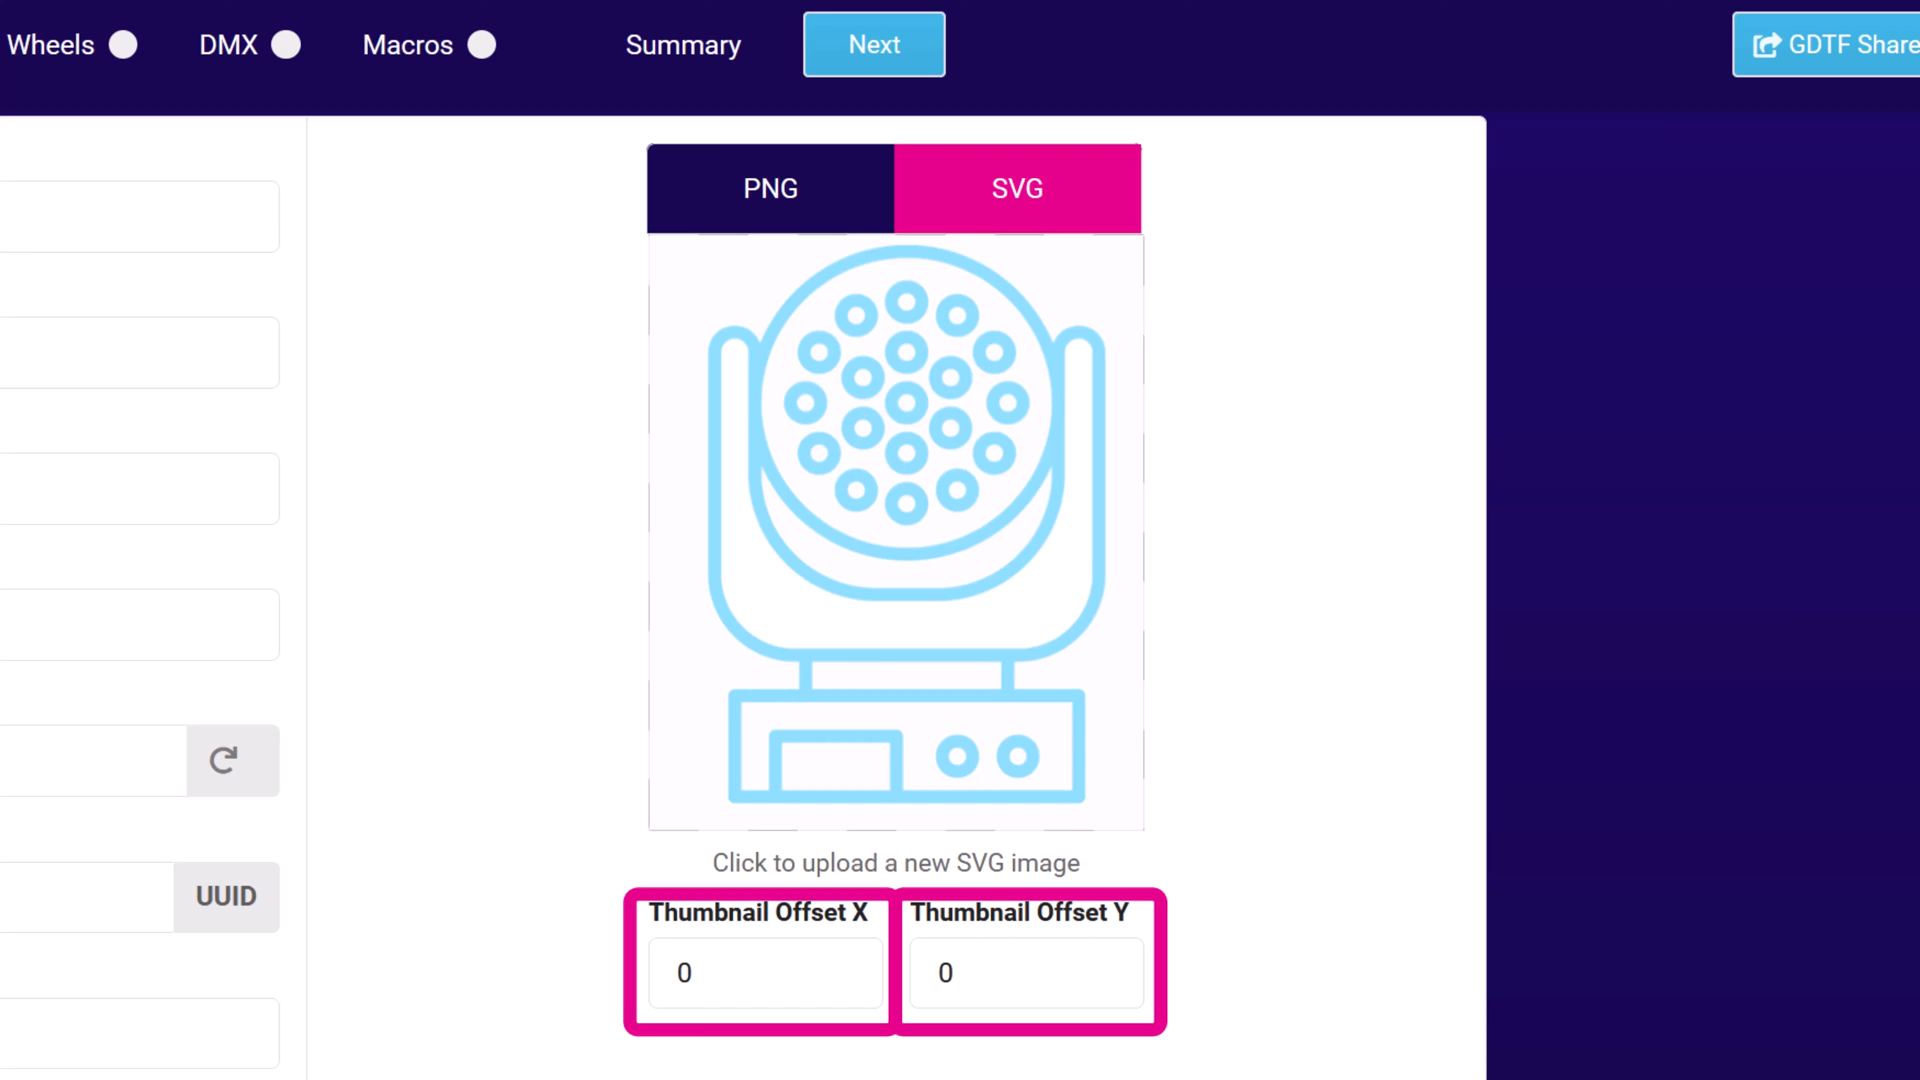 Wheels
DMX
Macros
Summary
Next
GDTF Share
PNG
SVG
Click to upload a new SVG image
UUID
Thumbnail Offset X
Thumbnail Offset Y
0
0